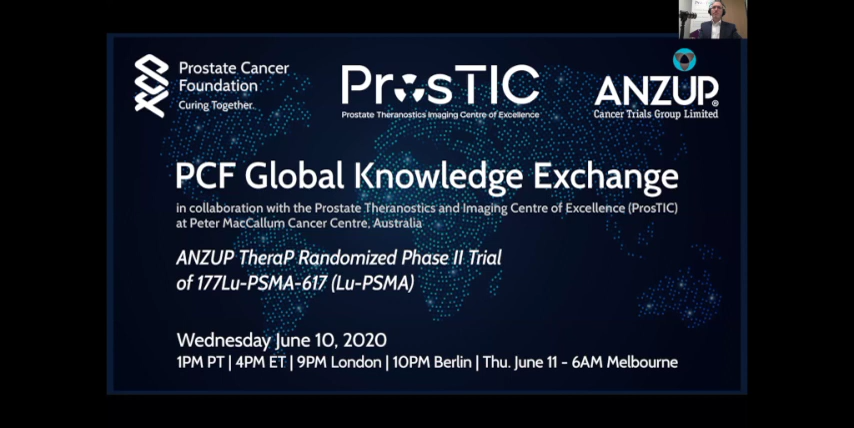 Prostate Cancer
Foundation
Curing Together.
ProsTIC
Prostate Theranostics Imaging Centre of Excellence
ANZUP®
Cancer Trials Group Limited
PCF Global Knowledge Exchange
in collaboration with the Prostate Theranostics and Imaging Centre of Excellence (ProsTIC)
at Peter MacCallum Cancer Centre, Australia
ANZUP TheraP Randomized Phase II Trial
of 177Lu-PSMA-617 (Lu-PSMA)
Wednesday June 10, 2020
1PM PT | 4PM ET | 9PM London | 10PM Berlin | Thu. June 11 - 6AM Melbourne